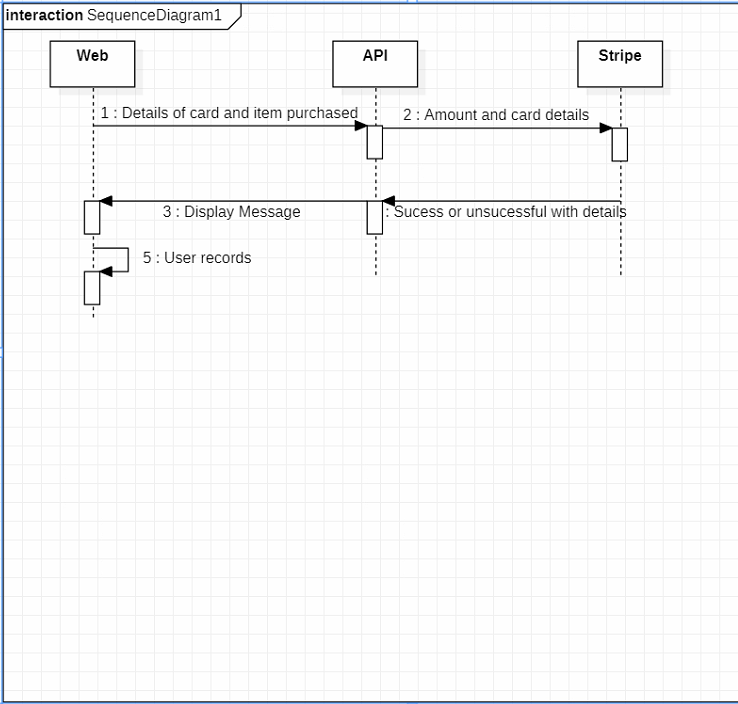 interaction SequenceDiagram1
Web
API
Stripe
1 : Details of card and item purchased
2 : Amount and card details
3 : Display Message
: Sucess or unsucessful with details
5 : User records